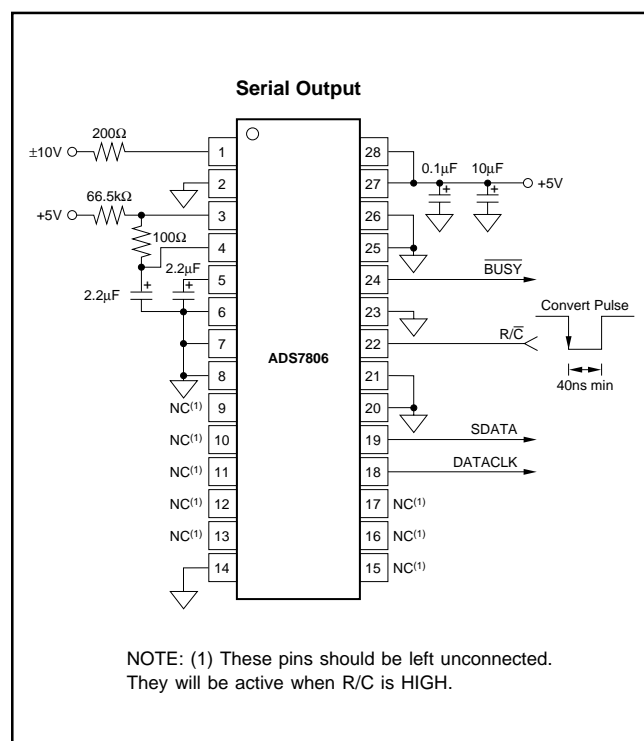 Serial Output
200Ω
±10V
1
2
66.5kΩ
+5V
3
100Ω
4
2.2µF
+
5
2.2µF
+
6
7
8
NC(1)
9
NC(1)
10
NC(1)
11
NC(1)
12
NC(1)
13
14
ADS7806
28
0.1µF
10µF
27
+
+
+5V
26
25
24
BUSY
23
Convert Pulse
R/C
22
40ns min
21
20
19
SDATA
18
DATACLK
17
NC(1)
16
NC(1)
15
NC(1)
NOTE: (1) These pins should be left unconnected.
They will be active when R/C is HIGH.